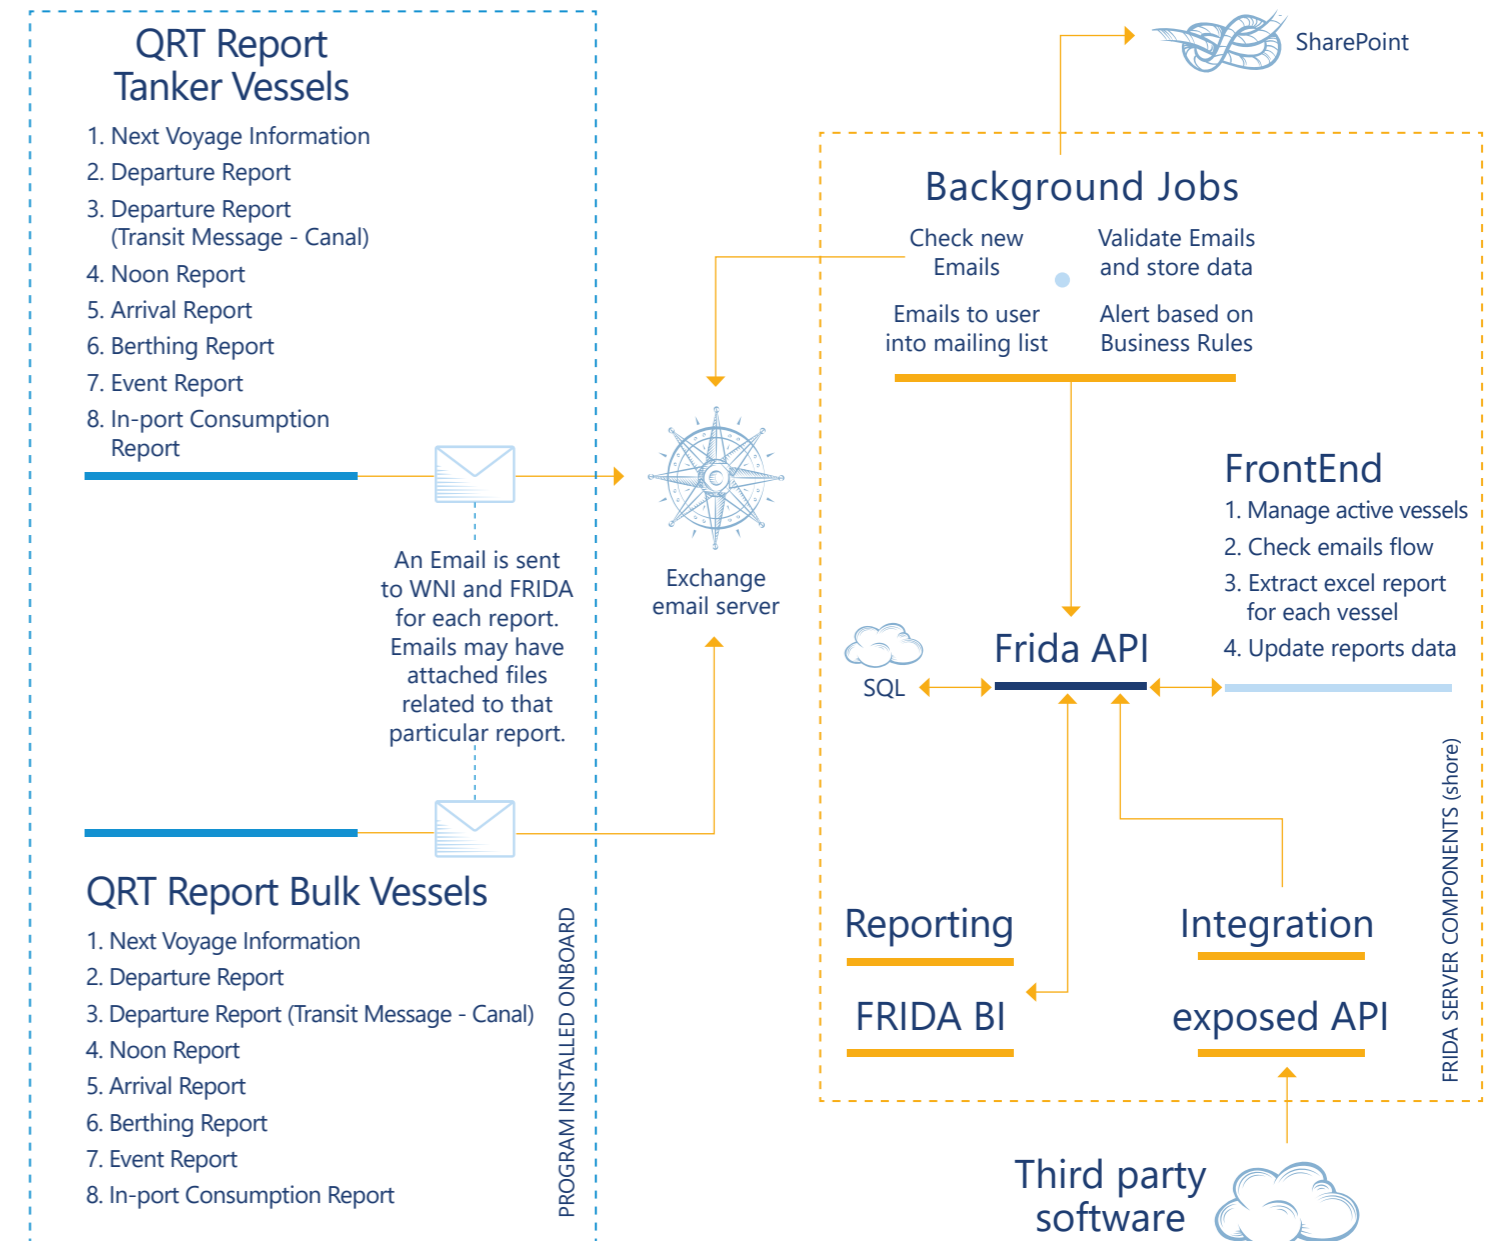 QRT Report
Tanker Vessels
1. Next Voyage Information
2. Departure Report
3. Departure Report
(Transit Message - Canal)
4. Noon Report
5. Arrival Report
6. Berthing Report
7. Event Report
8. In-port Consumption
Report
An Email is sent
to WNI and FRIDA
for each report.
Emails may have
attached files
related to that
particular report.
QRT Report Bulk Vessels
1. Next Voyage Information
2. Departure Report
3. Departure Report (Transit Message - Canal)
4. Noon Report
5. Arrival Report
6. Berthing Report
7. Event Report
8. In-port Consumption Report
PROGRAM INSTALLED ONBOARD
Exchange
email server
SharePoint
Background Jobs
Check new
Emails
Validate Emails
and store data
Emails to user
into mailing list
Alert based on
Business Rules
FrontEnd
1. Manage active vessels
2. Check emails flow
3. Extract excel report
for each vessel
4. Update reports data
Frida API
SQL
Reporting
FRIDA BI
Integration
exposed API
FRIDA SERVER COMPONENTS (shore)
Third party
software